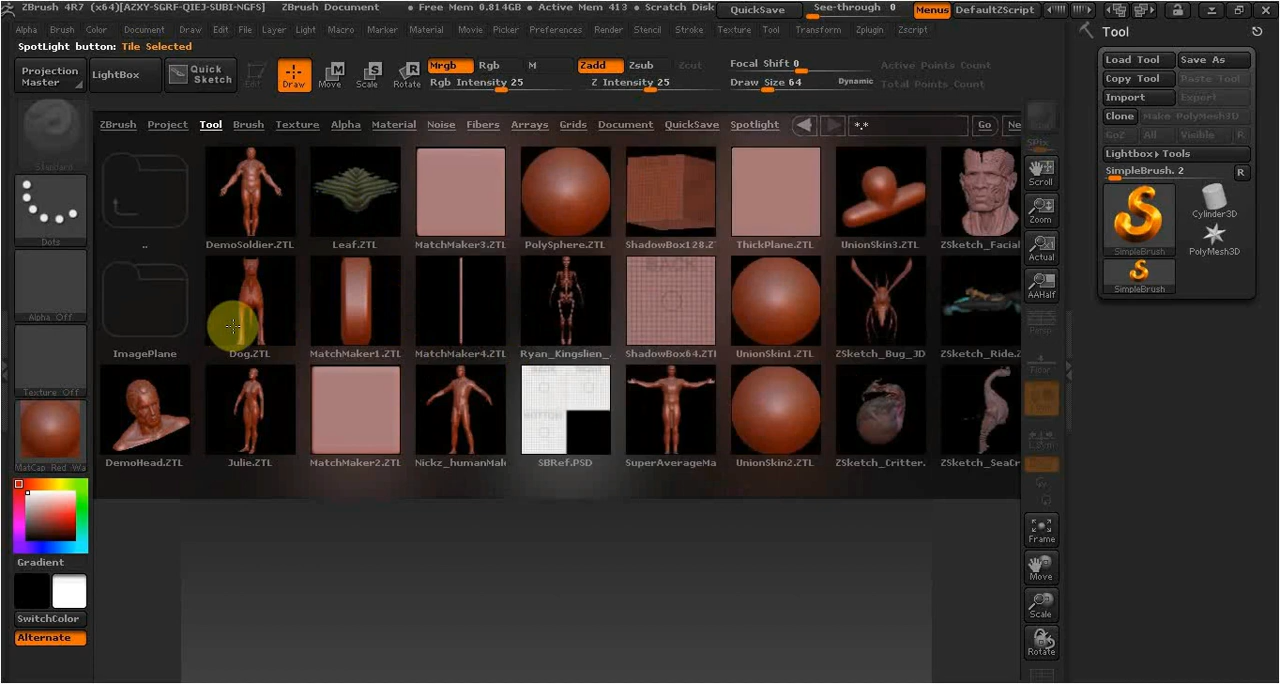 ZBrush 4R7 (x64)[AZXY-SGRF-QIEJ-SUBI-NGFS] ZBrush Document • Free Mem 0.814GB • Active Mem 413 • Scratch Disk QuickSave See-through 0 Menus DefaultZScript
Alpha Brush Color Document Draw Edit File Layer Light Macro Marker Material Movie Picker Preferences Render Stencil Stroke Texture Tool Transform Zplugin Zscript
SpotLight button: Tile Selected
Projection Master
LightBox
Quick Sketch
Edit
Draw
Move
Scale
Rotate
Mrgb Rgb M
Rgb Intensity 25
Zadd Zsub Zcut
Z Intensity 25
Focal Shift 0
Draw Size 64 Dynamic
Active Points Count
Total Points Count
ZBrush Project Tool Brush Texture Alpha Material Noise Fibers Arrays Grids Document QuickSave Spotlight *.* Go Ne
.. DemoSoldier.ZTL Leaf.ZTL MatchMaker3.ZTL PolySphere.ZTL ShadowBox128.ZT ThickPlane.ZTL UnionSkin3.ZTL ZSketch_Facial
ImagePlane Dog.ZTL MatchMaker1.ZTL MatchMaker4.ZTL Ryan_Kingslien_ ShadowBox64.ZTL UnionSkin1.ZTL ZSketch_Bug_JD ZSketch_Ride.Z
DemoHead.ZTL Julie.ZTL MatchMaker2.ZTL Nickz_humanMal SBRef.PSD SuperAverageMa UnionSkin2.ZTL ZSketch_Critter. ZSketch_SeaCr
Standard
Dots
Alpha Off
Texture Off
MatCap Red Wa
Gradient
SwitchColor
Alternate
SPix
Scroll
Zoom
Actual
AAHalf
Persp
Floor
Frame
Move
Scale
Rotate
Tool
Load Tool Save As
Copy Tool Paste Tool
Import Export
Clone Make PolyMesh3D
GoZ All Visible R
Lightbox▸Tools
SimpleBrush. 2 R
SimpleBrush
Cylinder3D
PolyMesh3D
SimpleBrush